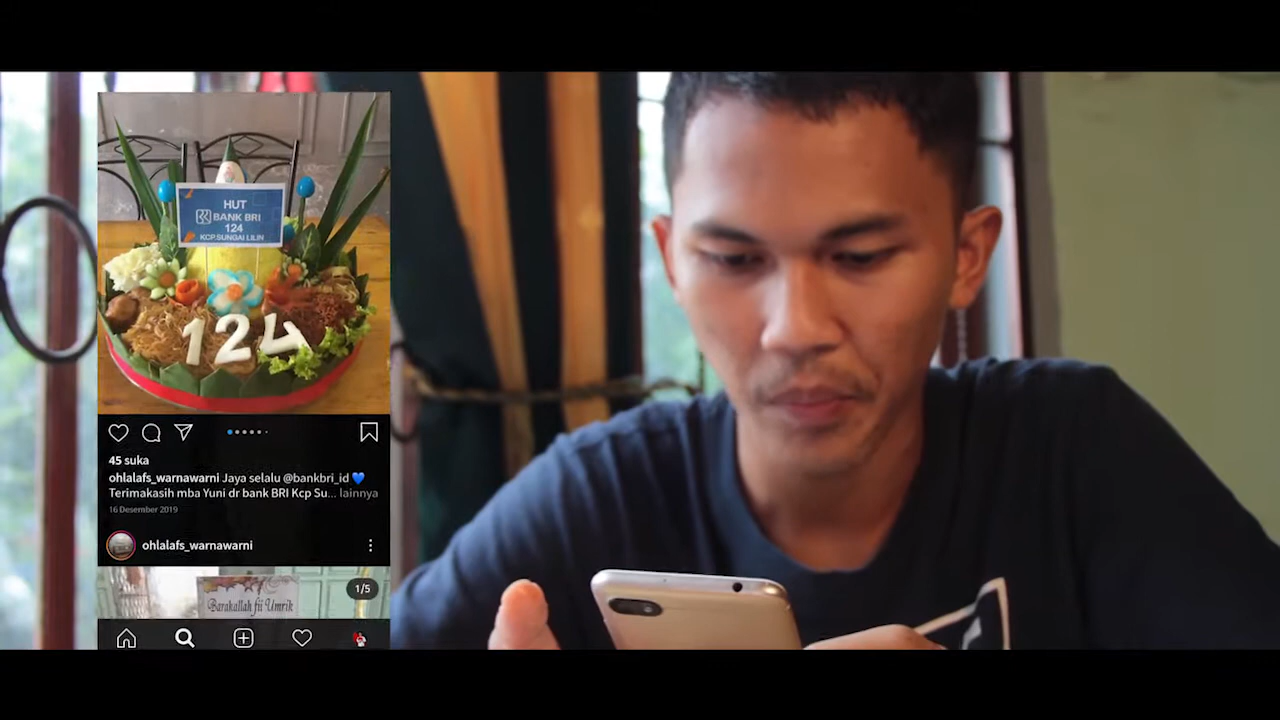 HUT
BANK BRI
124
KCP.SUNGAI LILIN
124
45 suka
ohlalafs_warnawarni Jaya selalu @bankbri_id 💙
Terimakasih mba Yuni dr bank BRI Kcp Su... lainnya
16 Desember 2019
ohlalafs_warnawarni
1/5
Barakallah fii Umrik